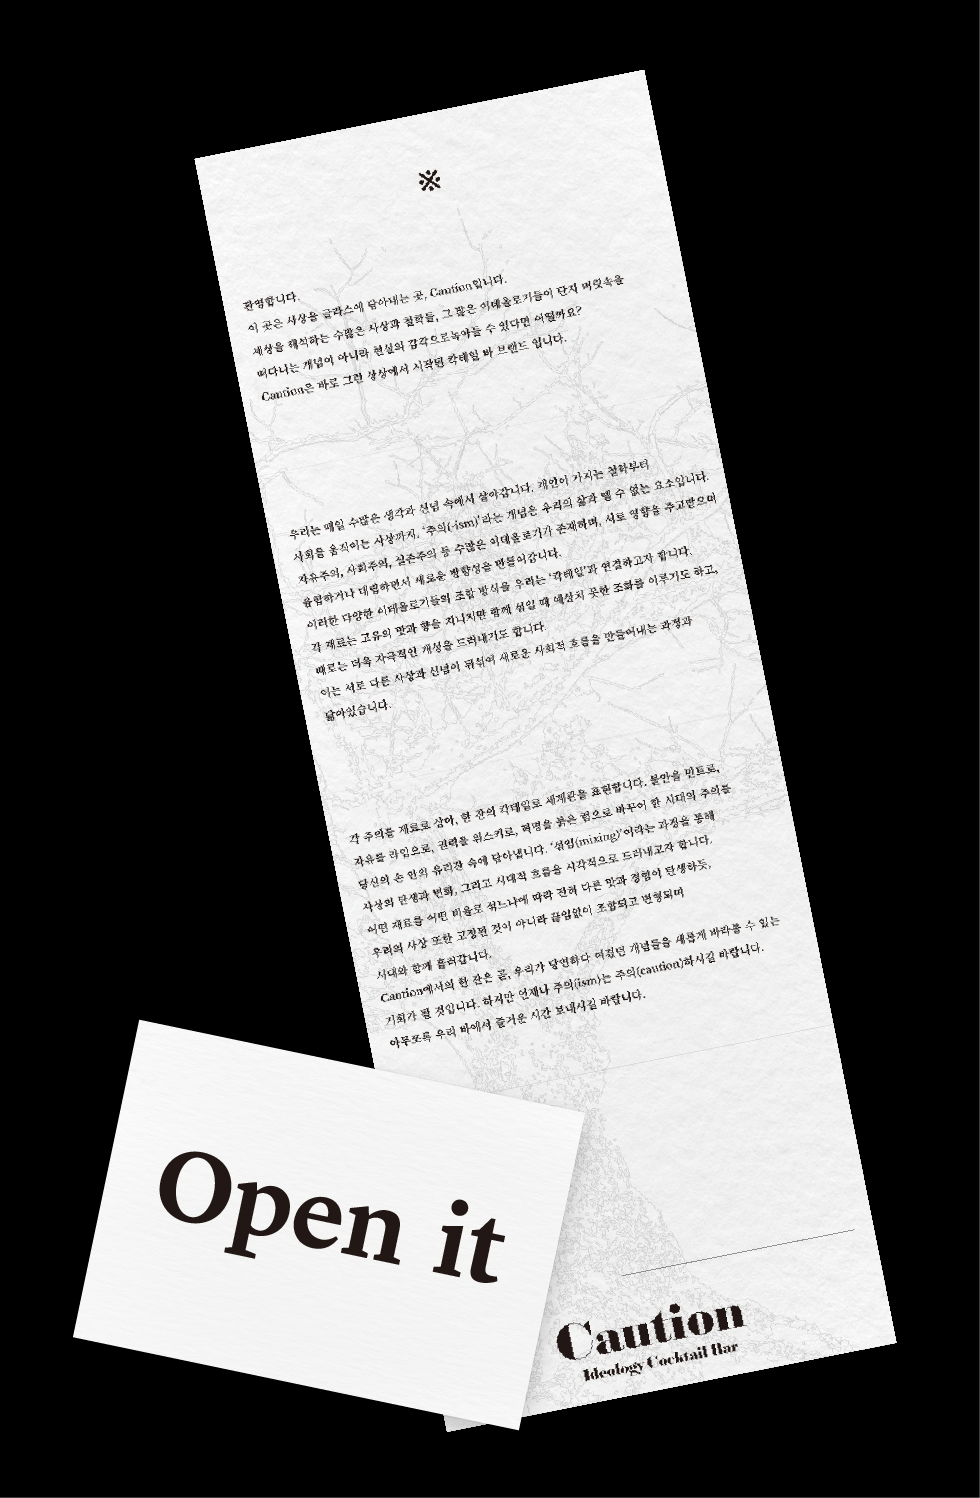 ※
환영합니다.
이 곳은 사상을 글라스에 담아내는 곳, Caution입니다.
세상을 해석하는 수많은 사상과 철학들, 그 많은 이데올로기들이 단지 머릿속을
떠다니는 개념이 아니라 현실의 감각으로녹아들 수 있다면 어떨까요?
Caution은 바로 그런 상상에서 시작된 칵테일 바 브랜드 입니다.
우리는 매일 수많은 생각과 신념 속에서 살아갑니다. 개인이 가지는 철학부터
사회를 움직이는 사상까지, ‘주의(-ism)’라는 개념은 우리의 삶과 뗄 수 없는 요소입니다.
자유주의, 사회주의, 실존주의 등 수많은 이데올로기가 존재하며, 서로 영향을 주고받으며
융합하거나 대립하면서 새로운 방향성을 만들어갑니다.
이러한 다양한 이데올로기들의 조합 방식을 우리는 ‘칵테일’과 연결하고자 합니다.
각 재료는 고유의 맛과 향을 지니지만 함께 섞일 때 예상치 못한 조화를 이루기도 하고,
때로는 더욱 자극적인 개성을 드러내기도 합니다.
이는 서로 다른 사상과 신념이 뒤섞여 새로운 사회적 흐름을 만들어내는 과정과
닮아있습니다.
각 주의를 재료로 삼아, 한 잔의 칵테일로 세계관을 표현합니다. 불안을 민트로,
자유를 라임으로, 권력을 위스키로, 혁명을 붉은 럼으로 바꾸어 한 시대의 주의를
당신의 손 안의 유리잔 속에 담아냅니다. ‘섞임(mixing)’이라는 과정을 통해
사상의 탄생과 변화, 그리고 시대적 흐름을 시각적으로 드러내고자 합니다.
어떤 재료를 어떤 비율로 섞느냐에 따라 전혀 다른 맛과 경험이 탄생하듯,
우리의 사상 또한 고정된 것이 아니라 끊임없이 조합되고 변형되며
시대와 함께 흘러갑니다.
Caution에서의 한 잔은 곧, 우리가 당연하다 여겼던 개념들을 새롭게 바라볼 수 있는
기회가 될 것입니다. 하지만 언제나 주의(ism)는 주의(caution)하시길 바랍니다.
아무쪼록 우리 바에서 즐거운 시간 보내시길 바랍니다.
Open it
Caution
Ideology Cocktail Bar